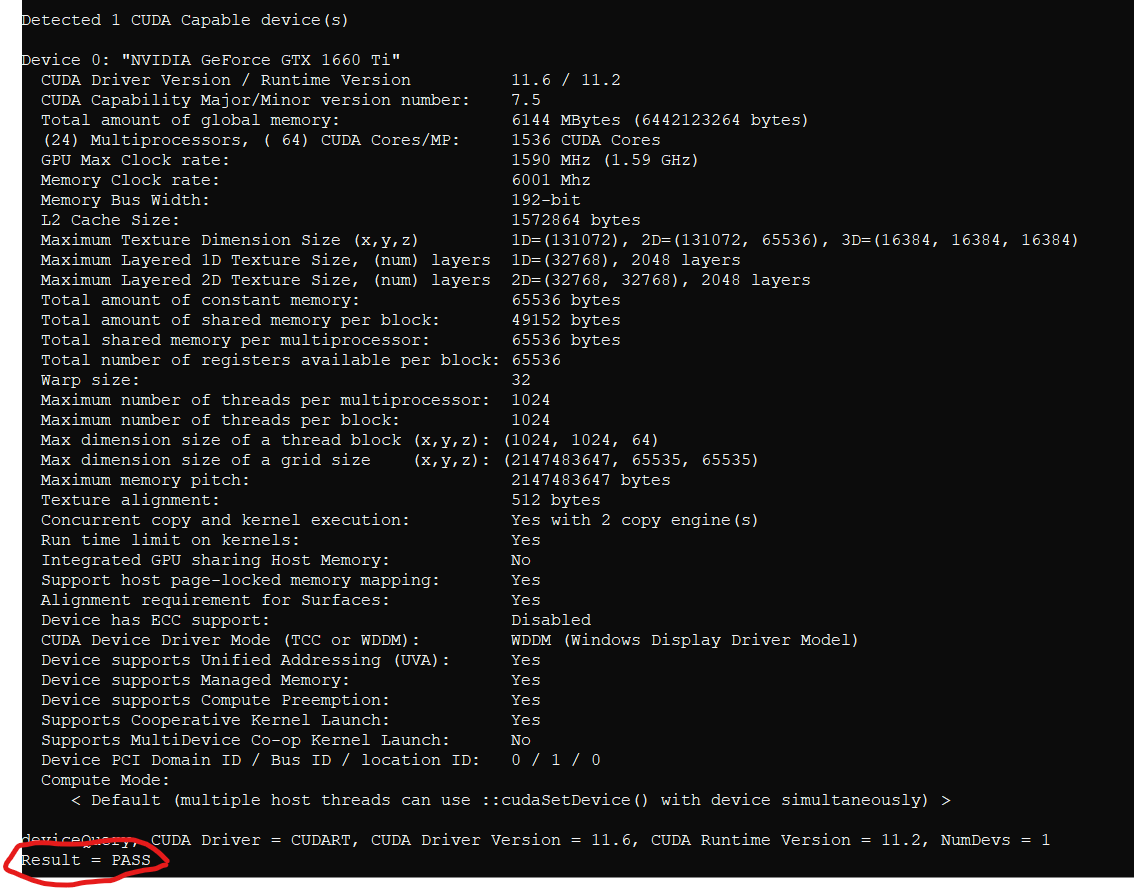 Detected 1 CUDA Capable device(s)
Device 0: "NVIDIA GeForce GTX 1660 Ti"
CUDA Driver Version / Runtime Version 11.6 / 11.2
CUDA Capability Major/Minor version number: 7.5
Total amount of global memory: 6144 MBytes (6442123264 bytes)
(24) Multiprocessors, ( 64) CUDA Cores/MP: 1536 CUDA Cores
GPU Max Clock rate: 1590 MHz (1.59 GHz)
Memory Clock rate: 6001 Mhz
Memory Bus Width: 192-bit
L2 Cache Size: 1572864 bytes
Maximum Texture Dimension Size (x,y,z) 1D=(131072), 2D=(131072, 65536), 3D=(16384, 16384, 16384)
Maximum Layered 1D Texture Size, (num) layers 1D=(32768), 2048 layers
Maximum Layered 2D Texture Size, (num) layers 2D=(32768, 32768), 2048 layers
Total amount of constant memory: 65536 bytes
Total amount of shared memory per block: 49152 bytes
Total shared memory per multiprocessor: 65536 bytes
Total number of registers available per block: 65536
Warp size: 32
Maximum number of threads per multiprocessor: 1024
Maximum number of threads per block: 1024
Max dimension size of a thread block (x,y,z): (1024, 1024, 64)
Max dimension size of a grid size (x,y,z): (2147483647, 65535, 65535)
Maximum memory pitch: 2147483647 bytes
Texture alignment: 512 bytes
Concurrent copy and kernel execution: Yes with 2 copy engine(s)
Run time limit on kernels: Yes
Integrated GPU sharing Host Memory: No
Support host page-locked memory mapping: Yes
Alignment requirement for Surfaces: Yes
Device has ECC support: Disabled
CUDA Device Driver Mode (TCC or WDDM): WDDM (Windows Display Driver Model)
Device supports Unified Addressing (UVA): Yes
Device supports Managed Memory: Yes
Device supports Compute Preemption: Yes
Supports Cooperative Kernel Launch: Yes
Supports MultiDevice Co-op Kernel Launch: No
Device PCI Domain ID / Bus ID / location ID: 0 / 1 / 0
Compute Mode:
< Default (multiple host threads can use ::cudaSetDevice() with device simultaneously) >
deviceQuery, CUDA Driver = CUDART, CUDA Driver Version = 11.6, CUDA Runtime Version = 11.2, NumDevs = 1
Result = PASS